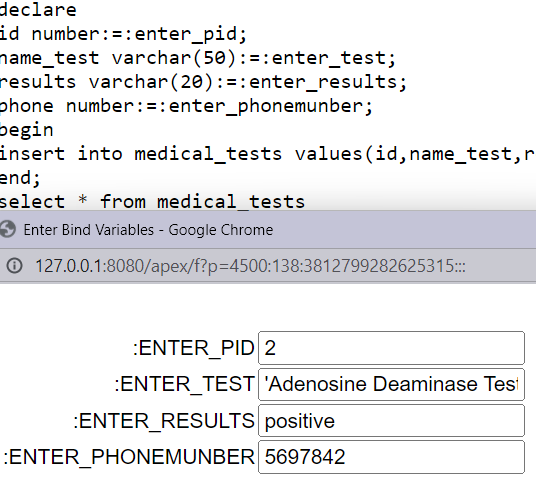 declare
id number:=:enter_pid;
name_test varchar(50):=:enter_test;
results varchar(20):=:enter_results;
phone number:=:enter_phonemunber;
begin
insert into medical_tests values(id,name_test,r
end;
select * from medical_tests
Enter Bind Variables - Google Chrome
127.0.0.1:8080/apex/f?p=4500:138:3812799282625315:::
:ENTER_PID 2
:ENTER_TEST 'Adenosine Deaminase Test
:ENTER_RESULTS positive
:ENTER_PHONEMUNBER 5697842